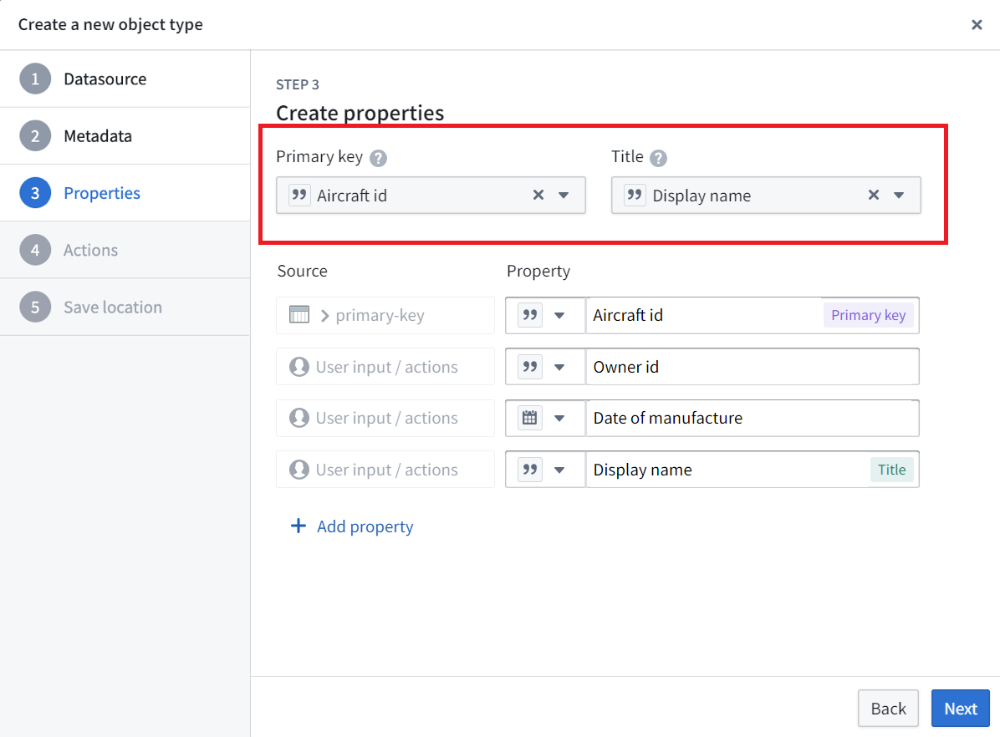 Create a new object type
1 Datasource
2 Metadata
3 Properties
4 Actions
5 Save location
STEP 3
Create properties
Primary key ? Title ?
Aircraft id Display name
Source Property
primary-key Aircraft id Primary key
User input / actions Owner id
User input / actions Date of manufacture
User input / actions Display name Title
+ Add property
Back Next